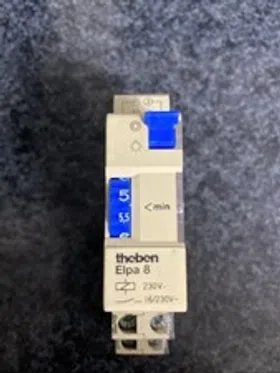 5
5,5
<min
theben
Elpa 8
230V~
16/230V~